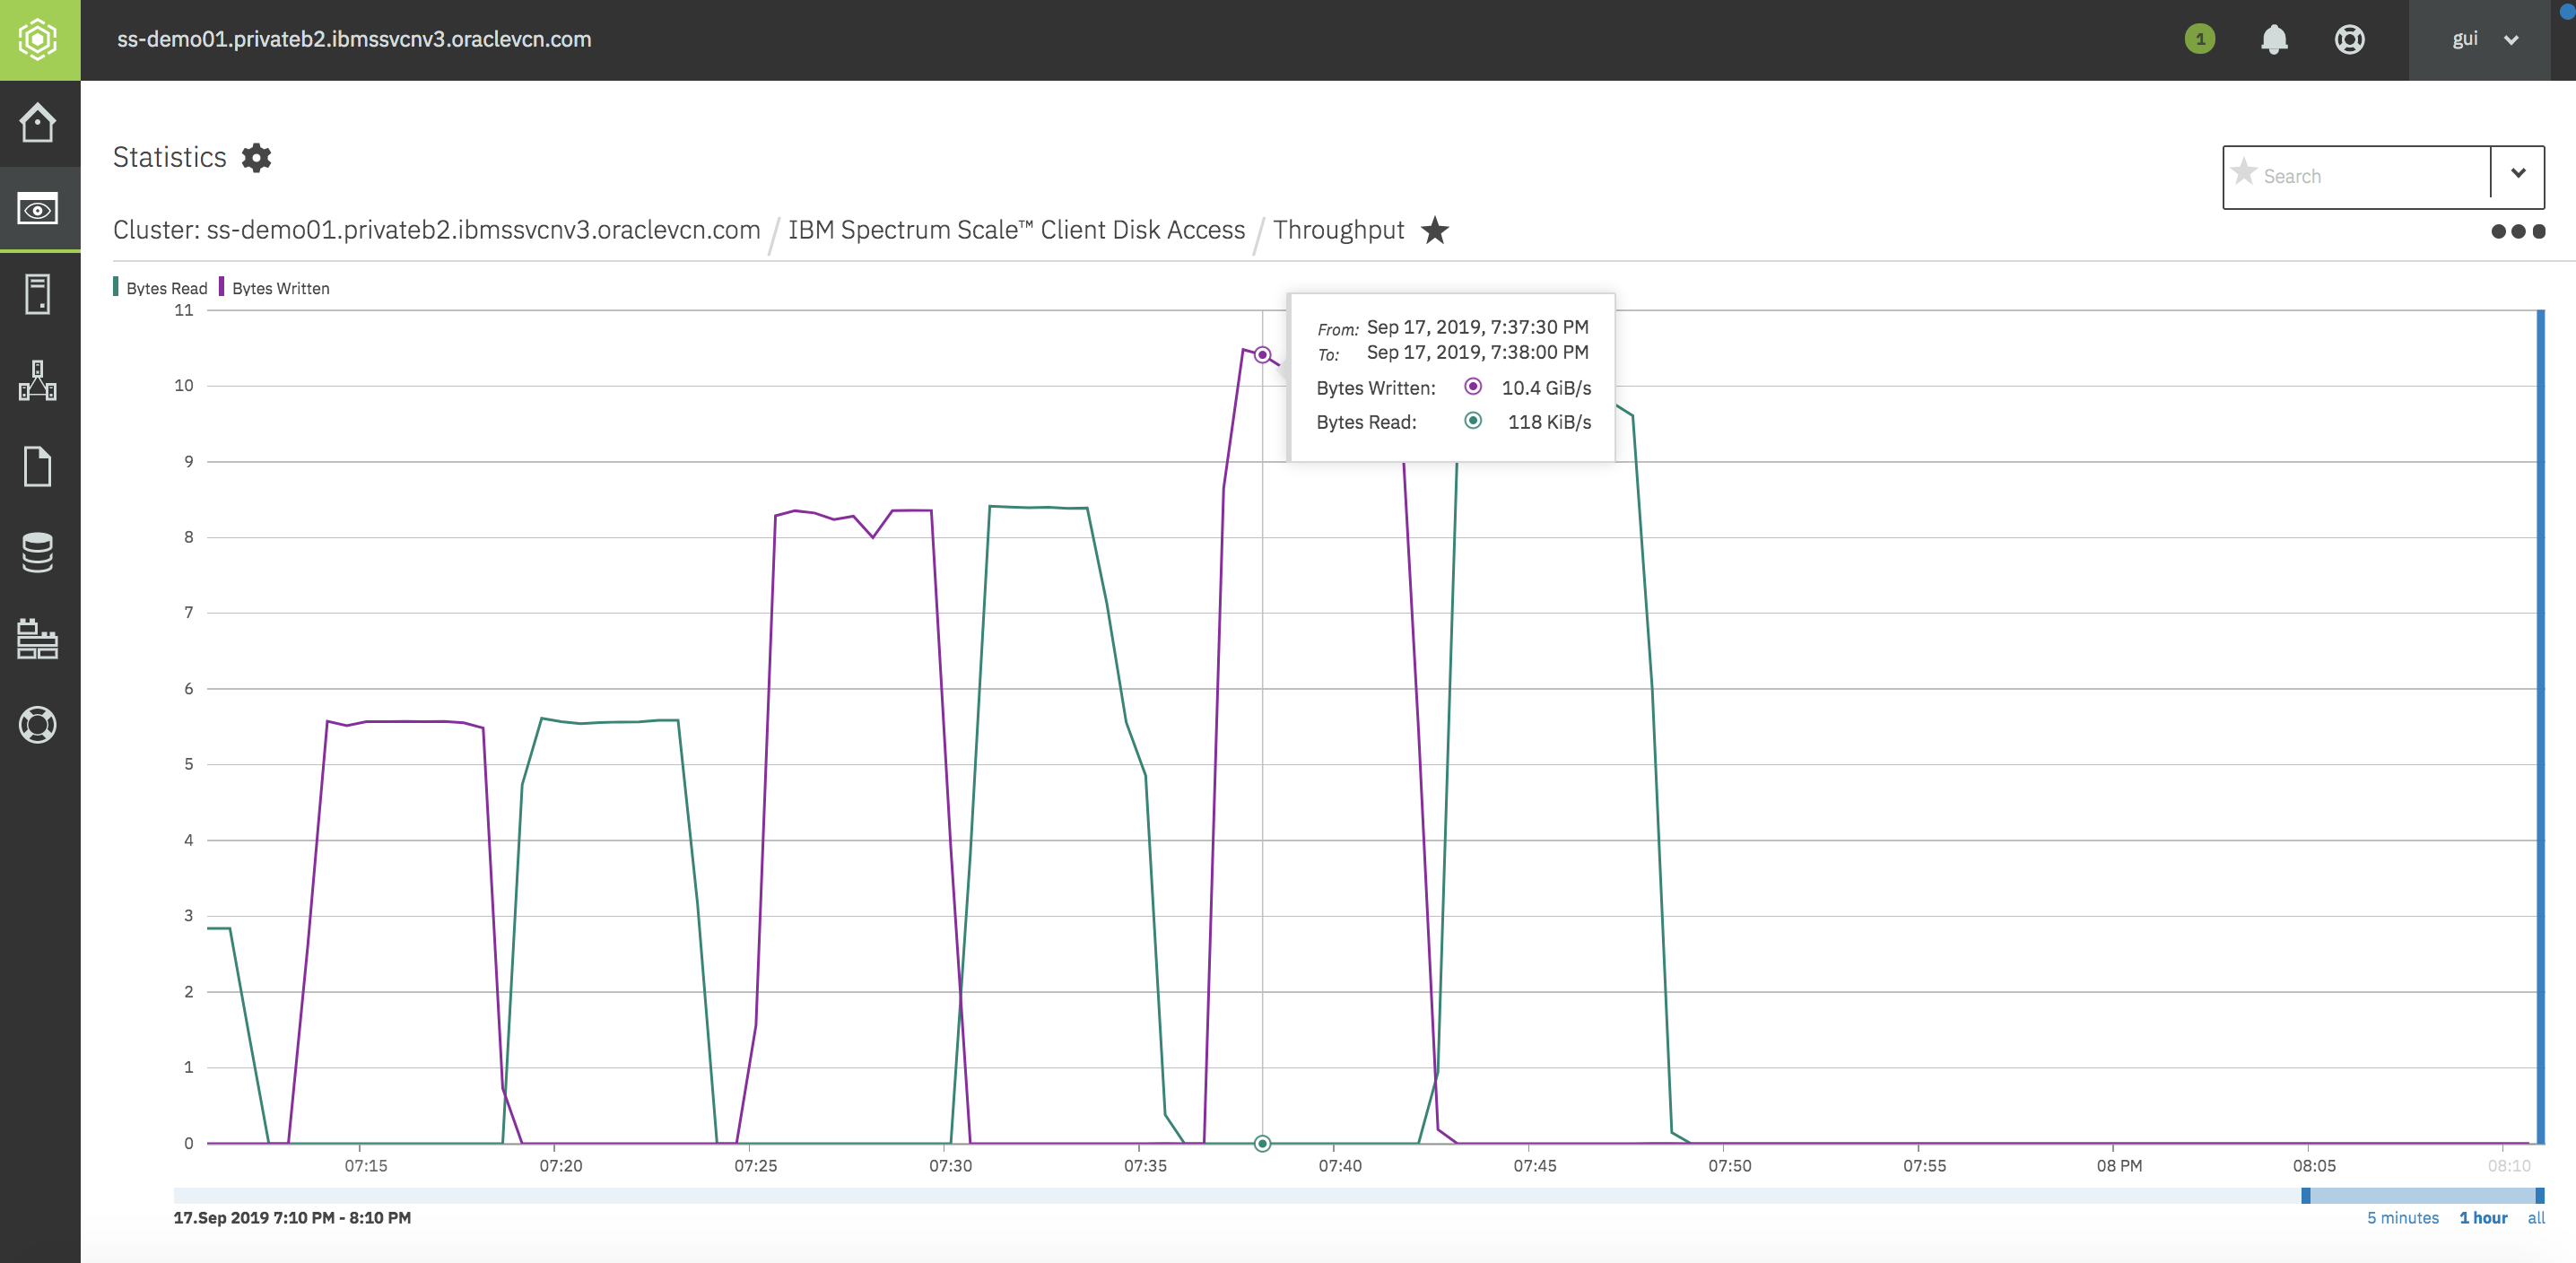 ss-demo01.privateb2.ibmssvcnv3.oraclevcn.com
1
gui
Statistics
Search
Cluster: ss-demo01.privateb2.ibmssvcnv3.oraclevcn.com / IBM Spectrum Scale™ Client Disk Access / Throughput
Bytes Read Bytes Written
11
10
9
8
7
6
5
4
3
2
1
0
From: Sep 17, 2019, 7:37:30 PM
To: Sep 17, 2019, 7:38:00 PM
Bytes Written: 10.4 GiB/s
Bytes Read: 118 KiB/s
07:15 07:20 07:25 07:30 07:35 07:40 07:45 07:50 07:55 08 PM 08:05 08:10
17.Sep 2019 7:10 PM - 8:10 PM
5 minutes 1 hour all